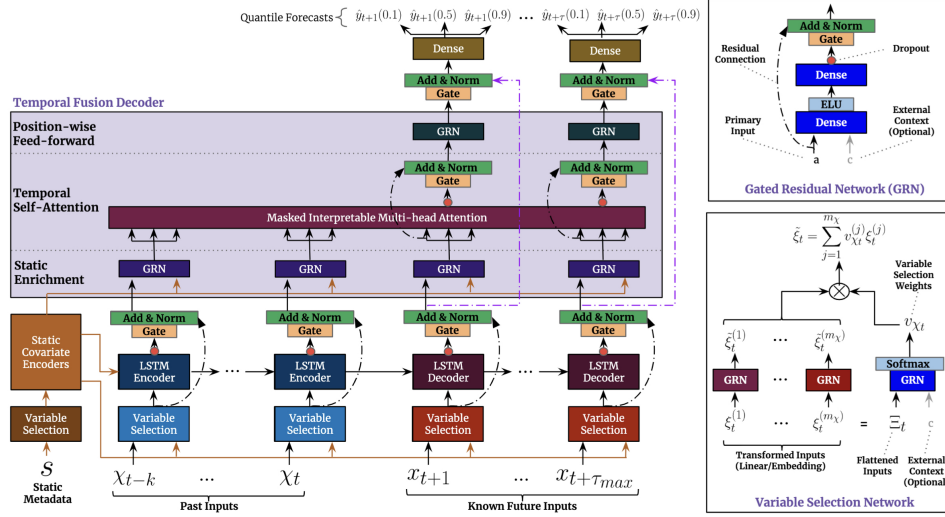 Quantile Forecasts
ŷt+1(0.1) ŷt+1(0.5) ŷt+1(0.9) ... ŷt+τ(0.1) ŷt+τ(0.5) ŷt+τ(0.9)
Dense
Dense
Add & Norm
Gate
Add & Norm
Gate
Temporal Fusion Decoder
Position-wise
Feed-forward
GRN
GRN
Add & Norm
Gate
Add & Norm
Gate
Temporal
Self-Attention
Masked Interpretable Multi-head Attention
Static
Enrichment
GRN
GRN
GRN
GRN
Add & Norm
Gate
Add & Norm
Gate
Add & Norm
Gate
Add & Norm
Gate
Static
Covariate
Encoders
LSTM
Encoder
...
LSTM
Encoder
LSTM
Decoder
...
LSTM
Decoder
Variable
Selection
Variable
Selection
Variable
Selection
Variable
Selection
Variable
Selection
s
Static
Metadata
χt−k ... χt
Past Inputs
xt+1 ... xt+τmax
Known Future Inputs
Add & Norm
Gate
Residual
Connection
Dropout
Dense
ELU
Dense
Primary
Input
External
Context
(Optional)
a
c
Gated Residual Network (GRN)
ξ̃t = ∑ j=1 mχ vχt(j) ξ̃t(j)
Variable
Selection
Weights
vχt
ξ̃t(1) ... ξ̃t(mχ)
Softmax
GRN
GRN ... GRN
ξt(1) ... ξt(mχ) = Ξt
c
Transformed Inputs
(Linear/Embedding)
Flattened
Inputs
External
Context
(Optional)
Variable Selection Network